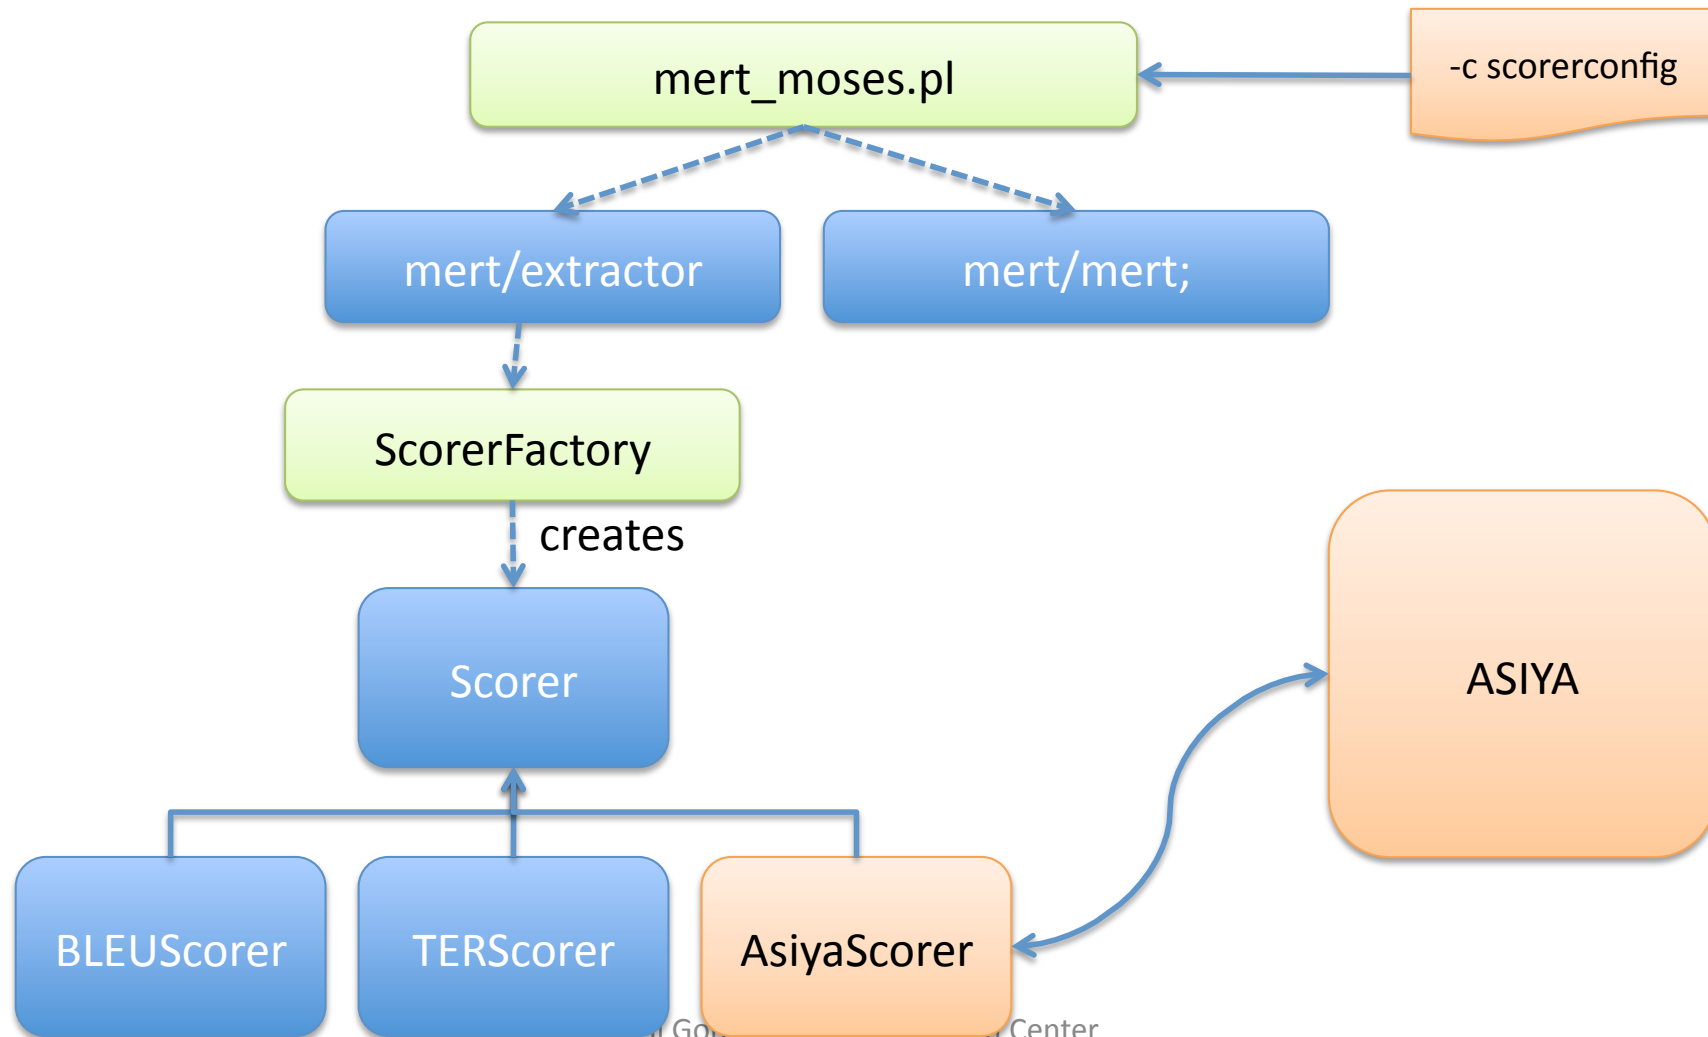 mert_moses.pl
-c scorerconfig
mert/extractor
mert/mert;
ScorerFactory
creates
Scorer
ASIYA
BLEUScorer
TERScorer
AsiyaScorer
Center